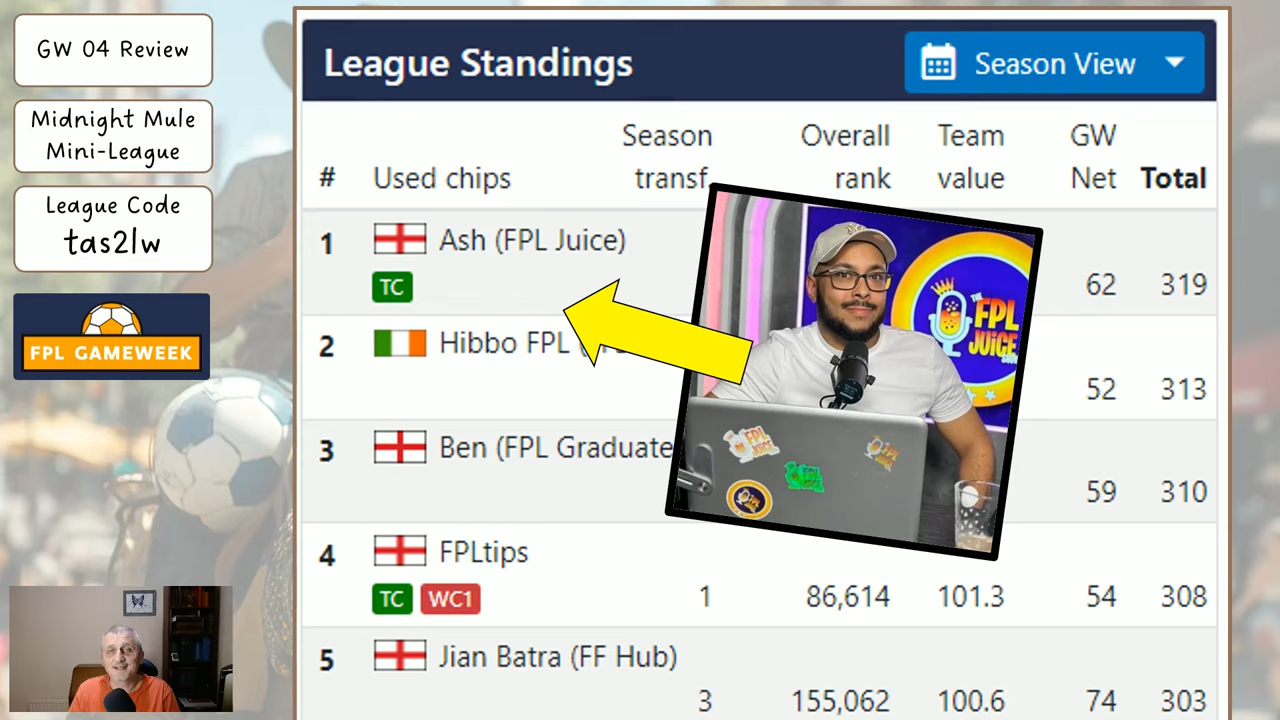 GW 04 Review
Midnight Mule
Mini-League
League Code
tas2lw
FPL GAMEWEEK
League Standings
Season View
# Used chips Season transf. Overall rank Team value GW Net Total
1 Ash (FPL Juice)
TC 62 319
2 Hibbo FPL
52 313
3 Ben (FPL Graduate
59 310
4 FPLtips
TC WC1 1 86,614 101.3 54 308
5 Jian Batra (FF Hub)
3 155,062 100.6 74 303
THE
FPL
JUICE